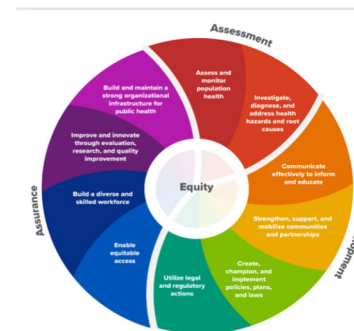 Assessment
Assess and
monitor
population
health
Investigate,
diagnose, and
address health
hazards and root
causes
Communicate
effectively to inform
and educate
Strengthen, support, and
mobilize communities
and partnerships
Create,
champion, and
implement
policies, plans,
and laws
Utilize legal
and regulatory
actions
Enable
equitable
access
Build a diverse and
skilled workforce
Improve and innovate
through evaluation,
research, and quality
improvement
Build and maintain a
strong organizational
infrastructure for
public health
Equity
Assurance